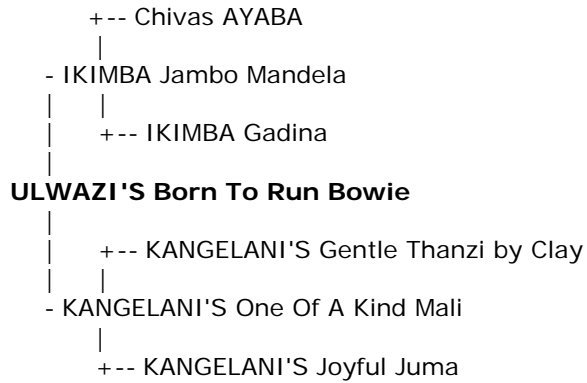 +-- Chivas AYABA
|
- IKIMBA Jambo Mandela
| |
| +-- IKIMBA Gadina
|
ULWAZI'S Born To Run Bowie
|
| +-- KANGELANI'S Gentle Thanzi by Clay
| |
- KANGELANI'S One Of A Kind Mali
|
+-- KANGELANI'S Joyful Juma